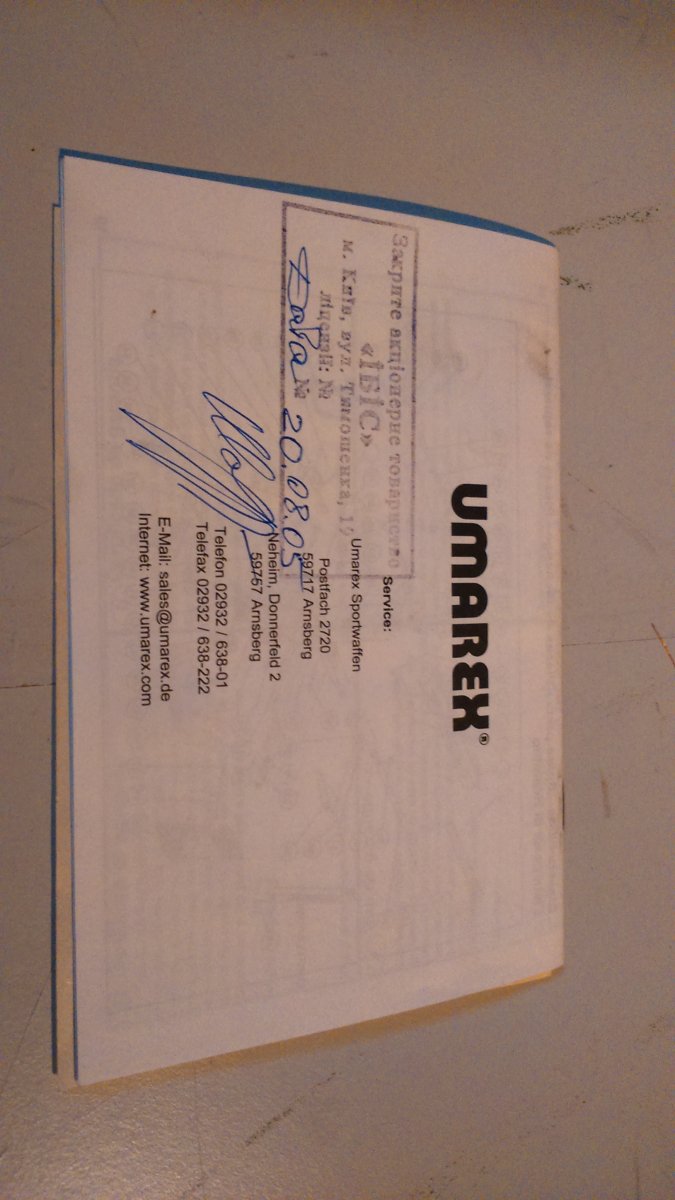 UMAREX®
Закрите акціонерне товариство
«ІБІС»
м. Київ, вул. Тимошенка,
ліцензії: №
№
Дата 20.08.05
Service:
Umarex Sportwaffen
Postfach 2720
59717 Arnsberg
Neheim, Donnerfeld 2
59757 Arnsberg
Telefon 02932 / 638-01
Telefax 02932 / 638-222
E-Mail: sales@umarex.de
Internet: www.umarex.com